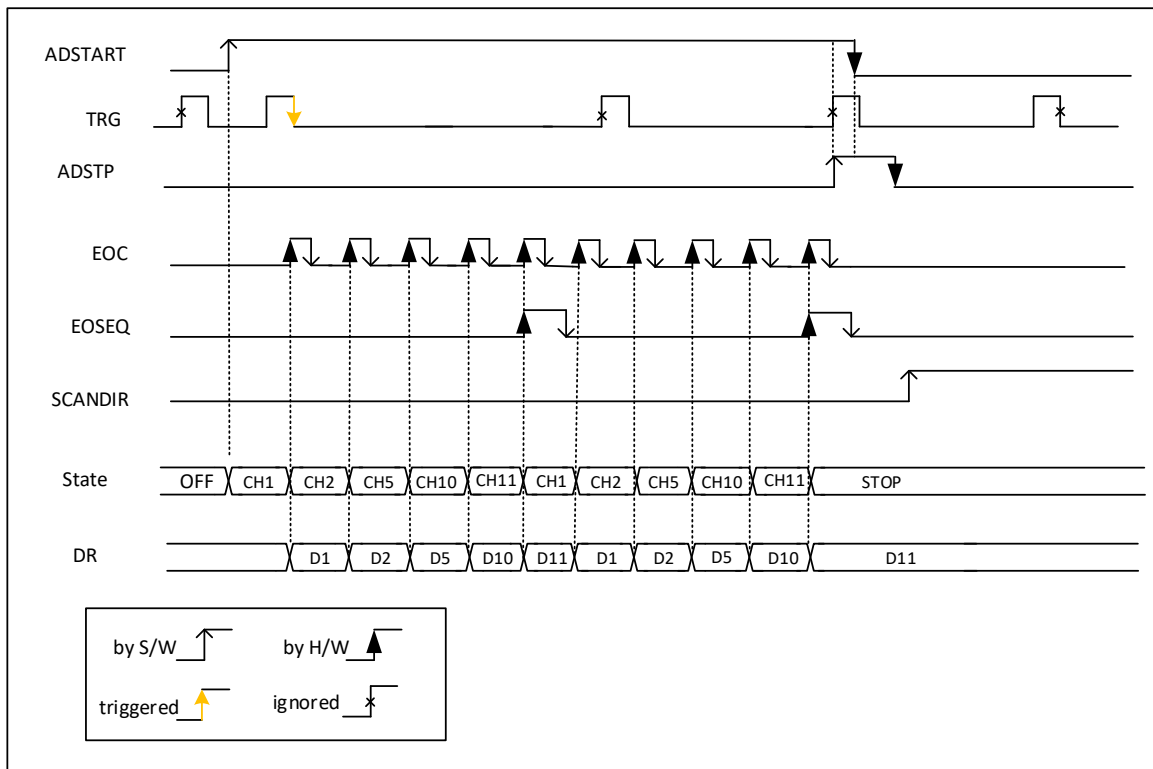 ADSTART
TRG
ADSTP
EOC
EOSEQ
SCANDIR
State OFF CH1 CH2 CH5 CH10 CH11 CH1 CH2 CH5 CH10 CH11 STOP
DR D1 D2 D5 D10 D11 D1 D2 D5 D10 D11
by S/W by H/W
triggered ignored